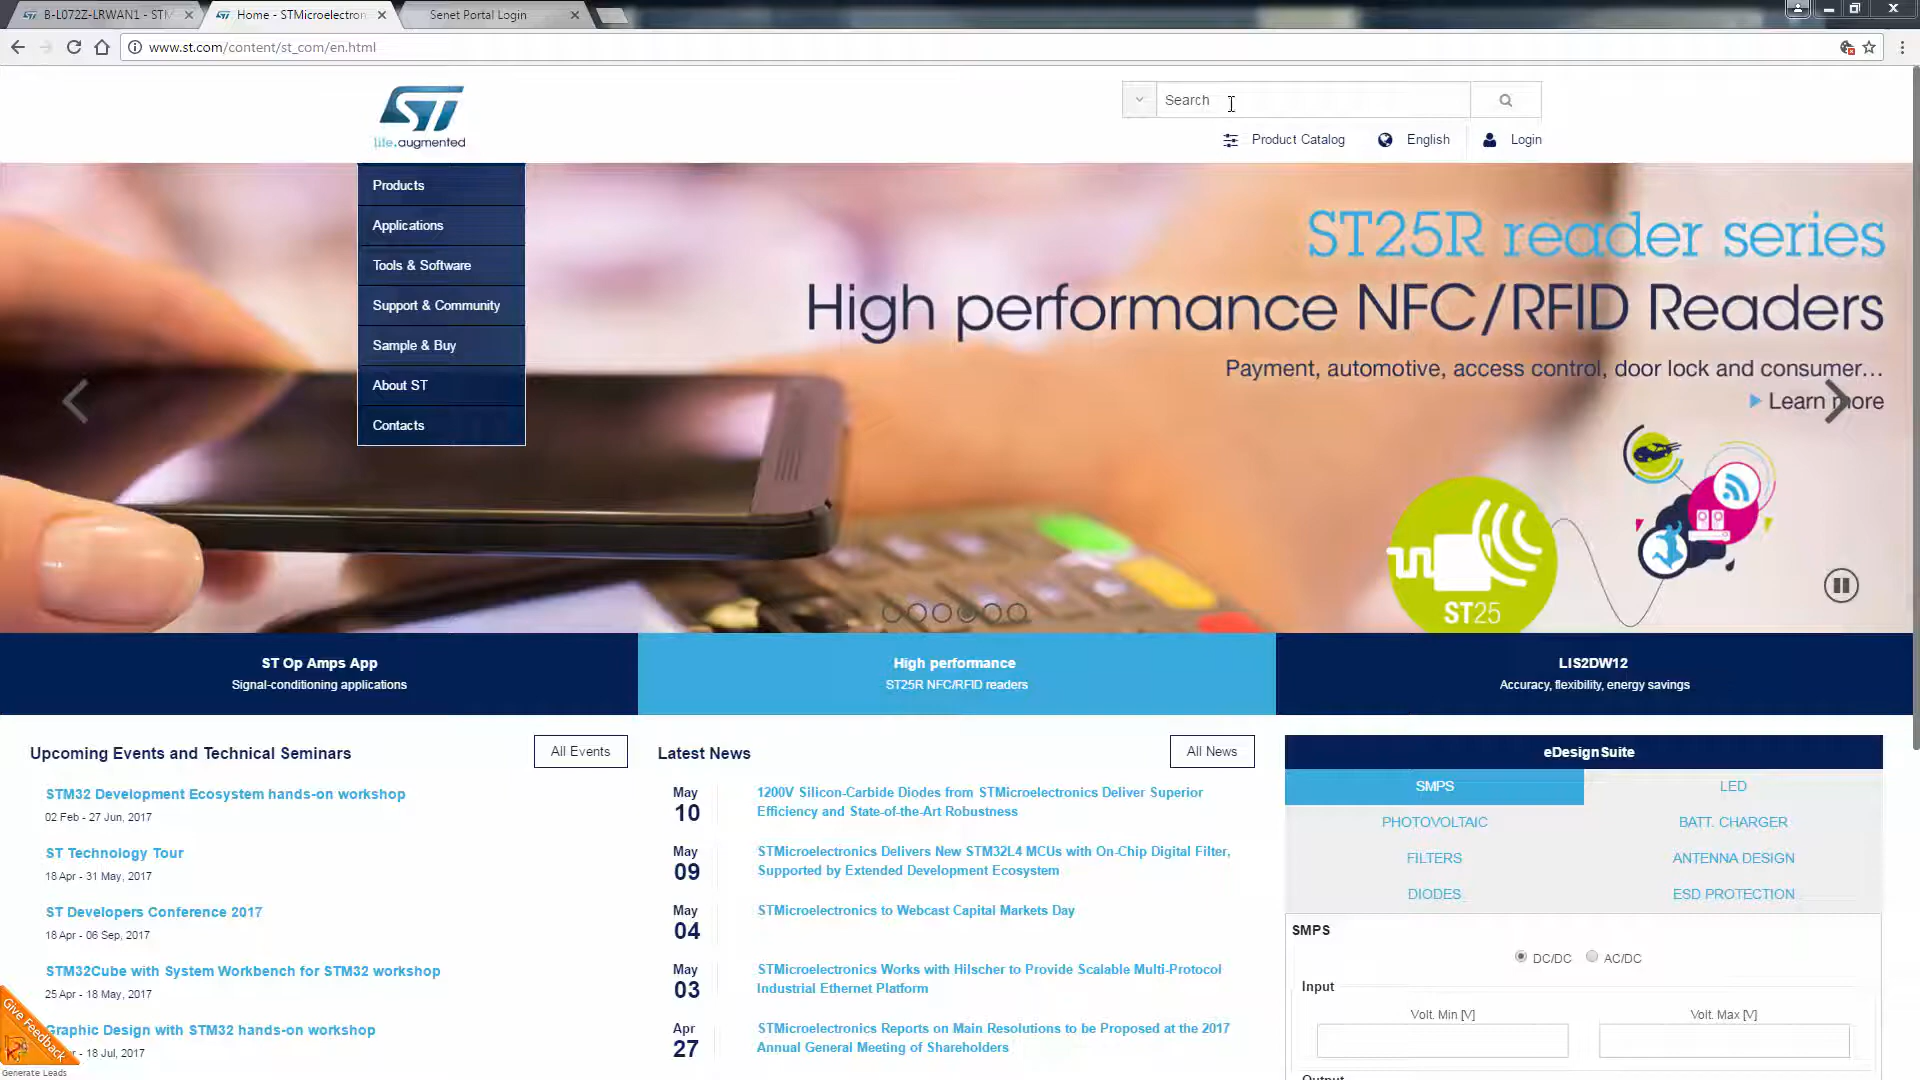 B-L072Z-LRWAN1 - STM
Home - STMicroelectron
Senet Portal Login
www.st.com/content/st_com/en.html
ST
life.augmented
Search
Product Catalog
English
Login
Products
Applications
Tools & Software
Support & Community
Sample & Buy
About ST
Contacts
ST25R reader series
High performance NFC/RFID Readers
Payment, automotive, access control, door lock and consumer...
Learn more
ST25
ST Op Amps App
Signal-conditioning applications
High performance
ST25R NFC/RFID readers
LIS2DW12
Accuracy, flexibility, energy savings
Upcoming Events and Technical Seminars
All Events
STM32 Development Ecosystem hands-on workshop
02 Feb - 27 Jun, 2017
ST Technology Tour
18 Apr - 31 May, 2017
ST Developers Conference 2017
18 Apr - 06 Sep, 2017
STM32Cube with System Workbench for STM32 workshop
25 Apr - 18 May, 2017
Graphic Design with STM32 hands-on workshop
- 18 Jul, 2017
Give Feedback
Generate Leads
Latest News
All News
May
10
1200V Silicon-Carbide Diodes from STMicroelectronics Deliver Superior
Efficiency and State-of-the-Art Robustness
May
09
STMicroelectronics Delivers New STM32L4 MCUs with On-Chip Digital Filter,
Supported by Extended Development Ecosystem
May
04
STMicroelectronics to Webcast Capital Markets Day
May
03
STMicroelectronics Works with Hilscher to Provide Scalable Multi-Protocol
Industrial Ethernet Platform
Apr
27
STMicroelectronics Reports on Main Resolutions to be Proposed at the 2017
Annual General Meeting of Shareholders
eDesignSuite
SMPS
LED
PHOTOVOLTAIC
BATT. CHARGER
FILTERS
ANTENNA DESIGN
DIODES
ESD PROTECTION
SMPS
DC/DC
AC/DC
Input
Volt. Min [V]
Volt. Max [V]